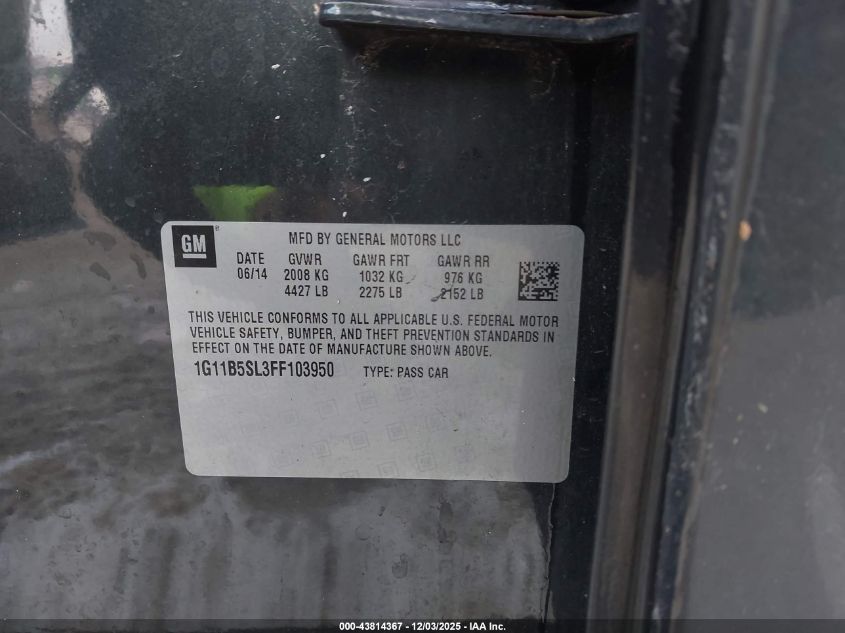 GM
MFD BY GENERAL MOTORS LLC
DATE GVWR GAWR FRT GAWR RR
06/14 2008 KG 1032 KG 976 KG
4427 LB 2275 LB 2152 LB
THIS VEHICLE CONFORMS TO ALL APPLICABLE U.S. FEDERAL MOTOR
VEHICLE SAFETY, BUMPER, AND THEFT PREVENTION STANDARDS IN
EFFECT ON THE DATE OF MANUFACTURE SHOWN ABOVE.
1G11B5SL3FF103950 TYPE: PASS CAR
000-43814367 - 12/03/2025 - IAA Inc.